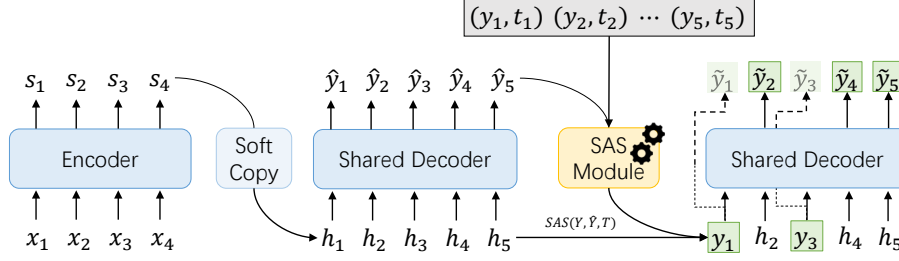 (y₁, t₁) (y₂, t₂) ⋯ (y₅, t₅)
s₁ s₂ s₃ s₄
ŷ₁ ŷ₂ ŷ₃ ŷ₄ ŷ₅
ỹ₁ ỹ₂ ỹ₃ ỹ₄ ỹ₅
Encoder
Soft
Copy
Shared Decoder
SAS
Module
Shared Decoder
x₁ x₂ x₃ x₄
h₁ h₂ h₃ h₄ h₅
SAS(Y, Ŷ, T)
y₁ h₂ y₃ h₄ h₅